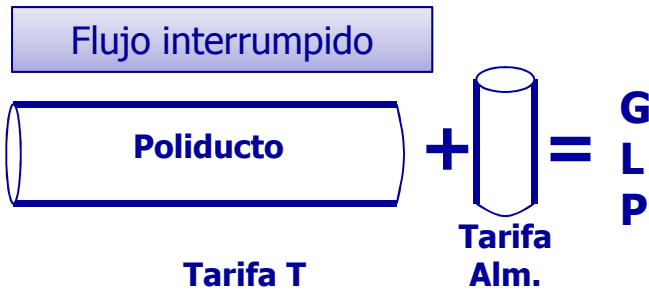 Flujo interrumpido
Poliducto
+
=
G
L
P
Tarifa T
Tarifa
Alm.